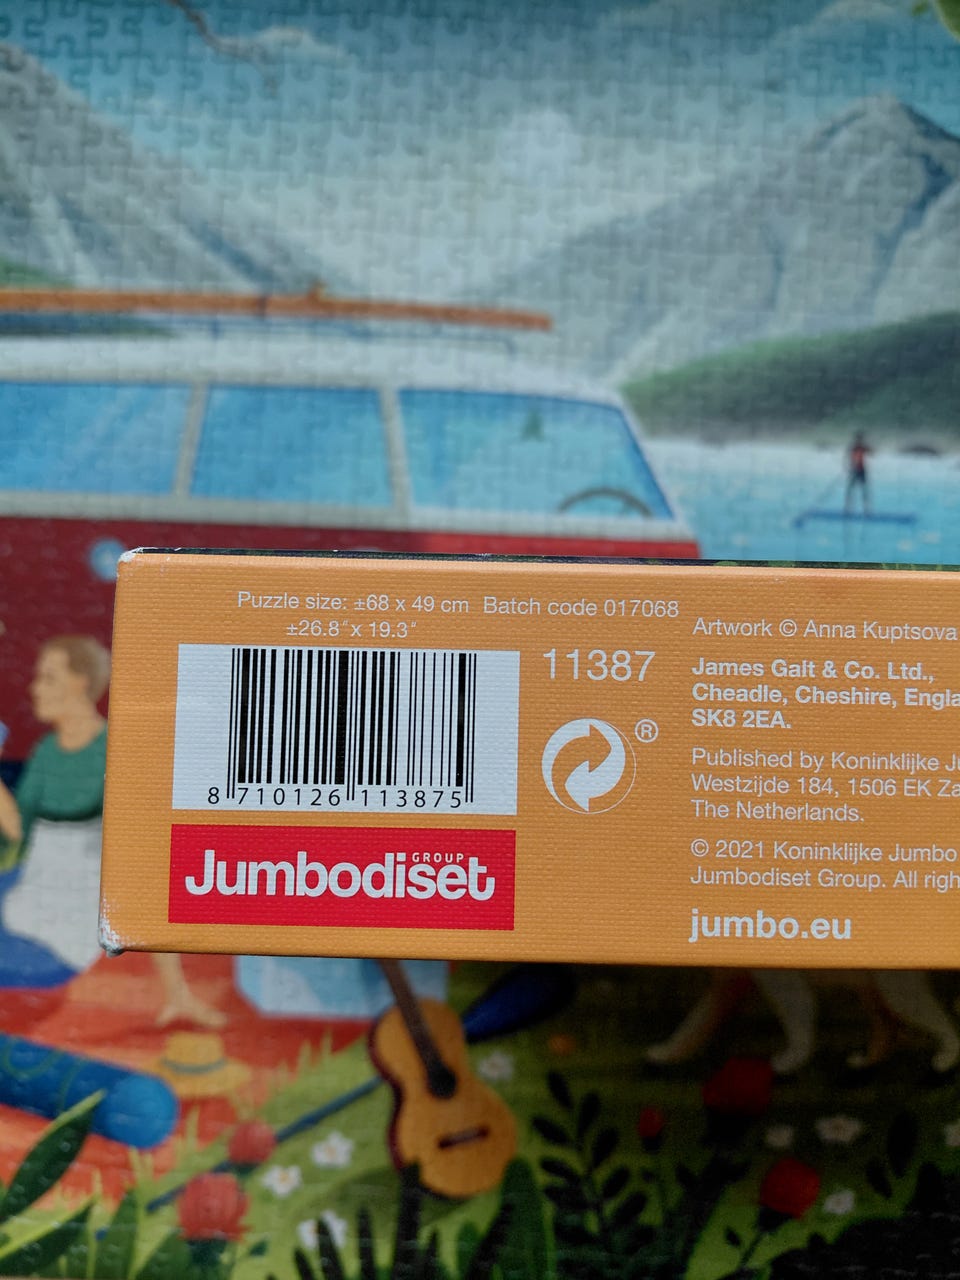 Puzzle size: ±68 x 49 cm Batch code 017068
±26.8" x 19.3"
8 710126 113875
GROUP
Jumbodiset
11387
®
Artwork © Anna Kuptsova
James Galt & Co. Ltd.,
Cheadle, Cheshire,
SK8 2EA.
Published by Koninklijke
Westzijde 184, 1506 EK
The Netherlands.
© 2021 Koninklijke Jumbo
Jumbodiset Group. All
jumbo.eu